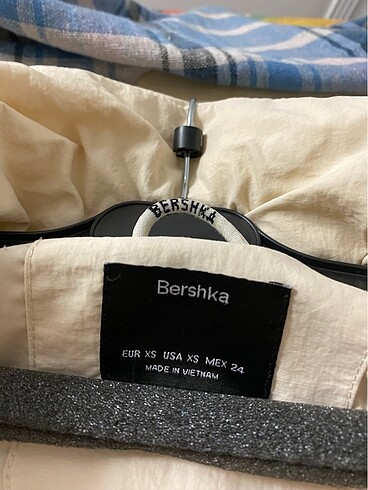 BERSHKA
Bershka
EUR XS USA XS MEX 24
MADE IN VIETNAM